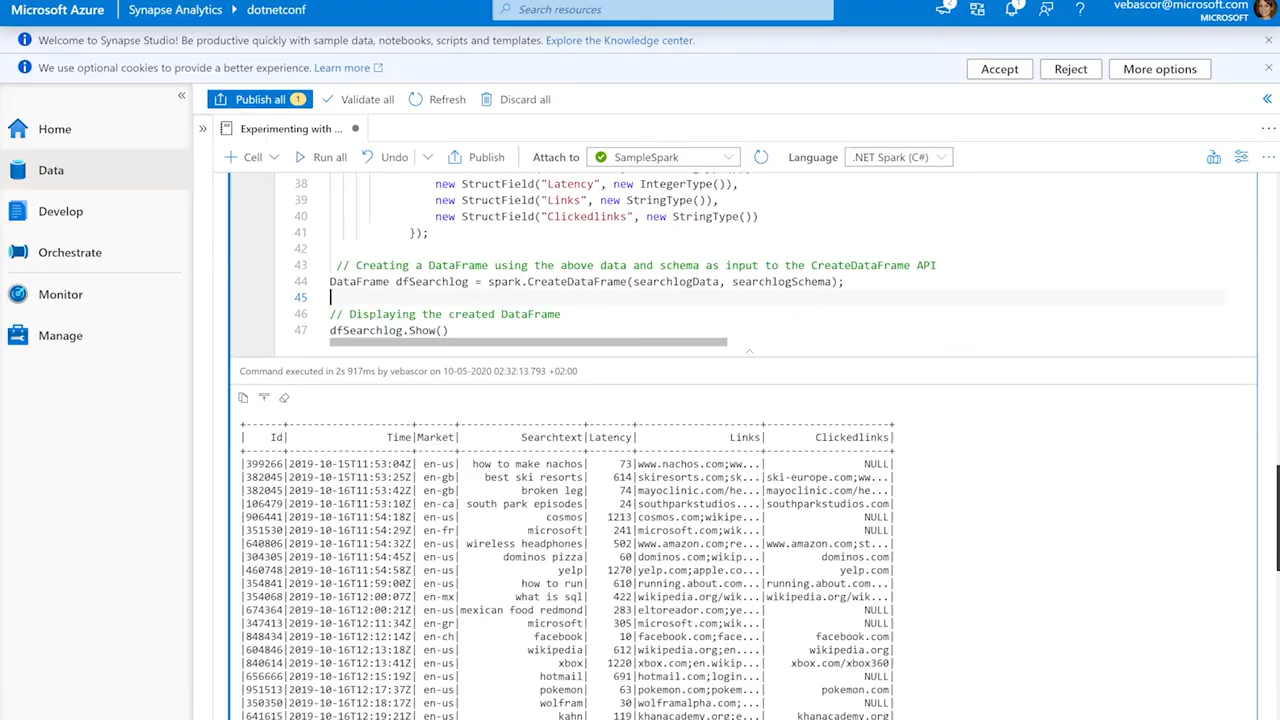 Microsoft Azure Synapse Analytics dotnetconf Search resources 2 1 vebascor@microsoft.com
MICROSOFT
Welcome to Synapse Studio! Be productive quickly with sample data, notebooks, scripts and templates. Explore the Knowledge center.
We use optional cookies to provide a better experience. Learn more Accept Reject More options
Publish all 1 Validate all Refresh Discard all
Home
Data
Develop
Orchestrate
Monitor
Manage
Experimenting with ...
Cell Run all Undo Publish Attach to SampleSpark Language .NET Spark (C#)
38 new StructField("Latency", new IntegerType()),
39 new StructField("Links", new StringType()),
40 new StructField("Clickedlinks", new StringType())
41 });
42
43 // Creating a DataFrame using the above data and schema as input to the CreateDataFrame API
44 DataFrame dfSearchlog = spark.CreateDataFrame(searchlogData, searchlogSchema);
45
46 // Displaying the created DataFrame
47 dfSearchlog.Show()
Command executed in 2s 917ms by vebascor on 10-05-2020 02:32:13.793 +02:00
+------+--------------------+------+-------------------+-------+------------------+-------------------+
| Id| Time|Market| Searchtext|Latency| Links| Clickedlinks|
+------+--------------------+------+-------------------+-------+------------------+-------------------+
|399266|2019-10-15T11:53:04Z| en-us| how to make nachos| 73|www.nachos.com;ww...| NULL|
|382045|2019-10-15T11:53:25Z| en-gb| best ski resorts| 614|skiresorts.com;sk...|ski-europe.com;ww...|
|382045|2019-10-16T11:53:42Z| en-gb| broken leg| 74|mayoclinic.com/he...|mayoclinic.com/he...|
|106479|2019-10-16T11:53:10Z| en-ca| south park episodes| 24|southparkstudios....|southparkstudios.com|
|906441|2019-10-16T11:54:18Z| en-us| cosmos| 1213|cosmos.com;wikipe...| NULL|
|351530|2019-10-16T11:54:29Z| en-fr| microsoft| 241|microsoft.com;wik...| NULL|
|640806|2019-10-16T11:54:32Z| en-us| wireless headphones| 502|www.amazon.com;re...|www.amazon.com;st...|
|304305|2019-10-16T11:54:45Z| en-us| dominos pizza| 60|dominos.com;wikip...| dominos.com|
|460748|2019-10-16T11:54:58Z| en-us| yelp| 1270|yelp.com;apple.co...| yelp.com|
|354841|2019-10-16T11:59:00Z| en-us| how to run| 610|running.about.com...|running.about.com...|
|354068|2019-10-16T12:00:07Z| en-mx| what is sql| 422|wikipedia.org/wik...|wikipedia.org/wik...|
|674364|2019-10-16T12:00:21Z| en-us|mexican food redmond| 283|eltoreador.com;ye...| NULL|
|347413|2019-10-16T12:11:34Z| en-gr| microsoft| 305|microsoft.com;wik...| NULL|
|848434|2019-10-16T12:12:14Z| en-ch| facebook| 10|facebook.com;face...| facebook.com|
|604846|2019-10-16T12:13:18Z| en-us| wikipedia| 612|wikipedia.org;en....| wikipedia.org|
|840614|2019-10-16T12:13:41Z| en-us| xbox| 1220|xbox.com;en.wikip...| xbox.com/xbox360|
|656666|2019-10-16T12:15:19Z| en-us| hotmail| 691|hotmail.com;login...| NULL|
|951513|2019-10-16T12:17:37Z| en-us| pokemon| 63|pokemon.com;pokem...| pokemon.com|
|350350|2019-10-16T12:18:17Z| en-us| wolfram| 30|wolframalpha.com;...| NULL|
|641615|2019-10-16T12:19:21Z| en-us| kahn| 119|khanacademy.org;e...| khanacademy.org|